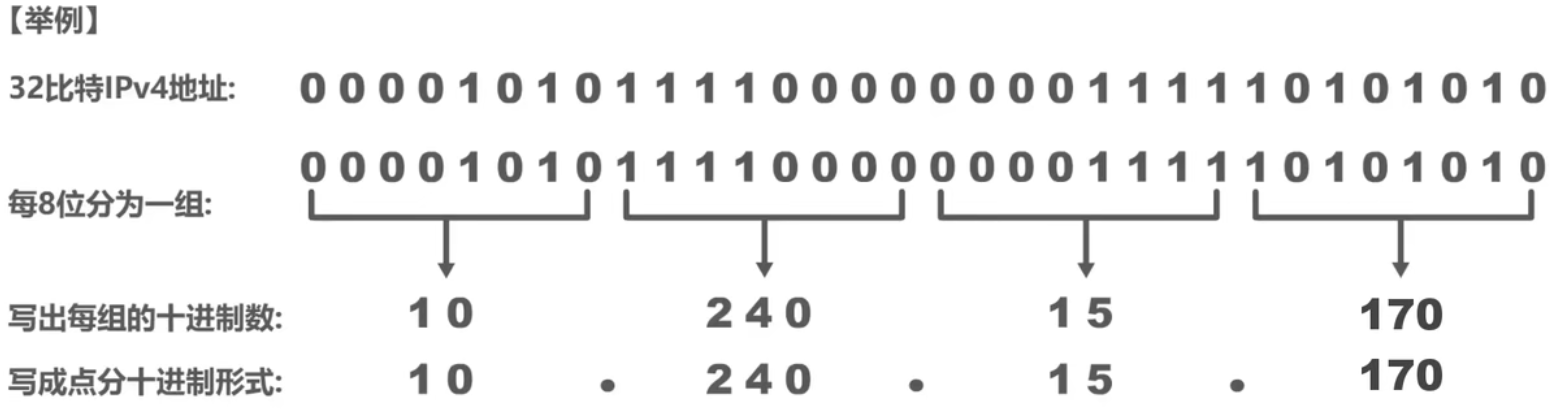 【举例】
32比特IPv4地址: 0 0 0 0 1 0 1 0 1 1 1 1 0 0 0 0 0 0 0 0 1 1 1 1 1 0 1 0 1 0 1 0
0 0 0 0 1 0 1 0 1 1 1 1 0 0 0 0 0 0 0 0 1 1 1 1 1 0 1 0 1 0 1 0
每8位分为一组:
写出每组的十进制数: 1 0 2 4 0 1 5 170
写成点分十进制形式: 1 0 . 2 4 0 . 1 5 . 170